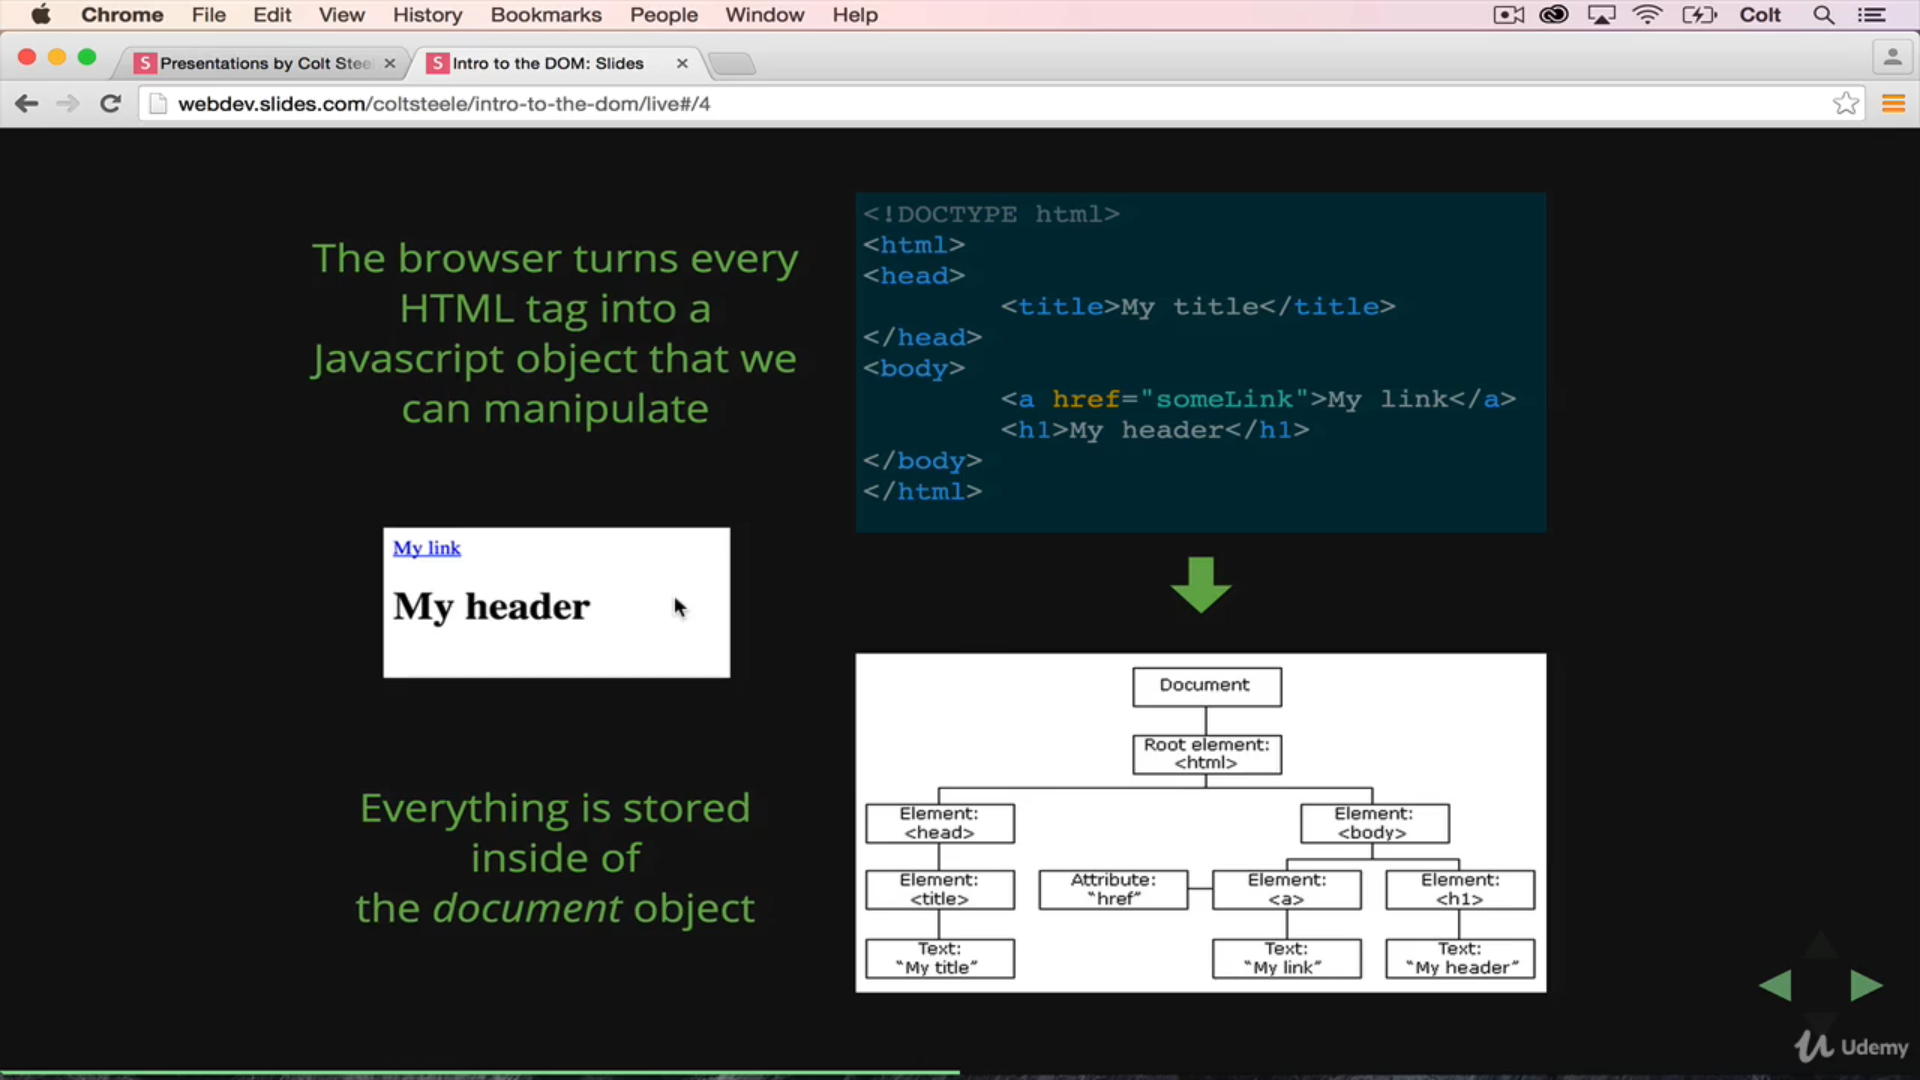 Chrome File Edit View History Bookmarks People Window Help Colt
S Presentations by Colt Stee
S Intro to the DOM: Slides
webdev.slides.com/coltsteele/intro-to-the-dom/live#/4
The browser turns every
HTML tag into a
Javascript object that we
can manipulate
<!DOCTYPE html>
<html>
<head>
<title>My title</title>
</head>
<body>
<a href="someLink">My link</a>
<h1>My header</h1>
</body>
</html>
My link
My header
Everything is stored
inside of
the document object
Document
Root element:
<html>
Element:
<head>
Element:
<body>
Element:
<title>
Attribute:
"href"
Element:
<a>
Element:
<h1>
Text:
"My title"
Text:
"My link"
Text:
"My header"
Udemy